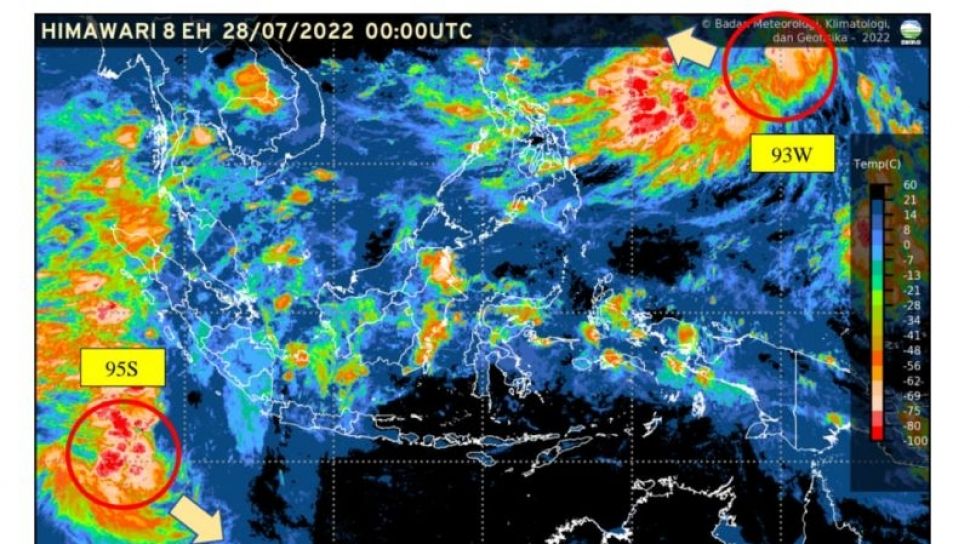 HIMAWARI 8 EH 28/07/2022 00:00UTC
© Badan Meteorologi, Klimatologi,
dan Geofisika - 2022
BMKG
93W
Temp(C)
60
21
14
8
0
-7
-13
-21
-28
-34
-41
-48
-56
-62
-69
-75
-80
-100
95S